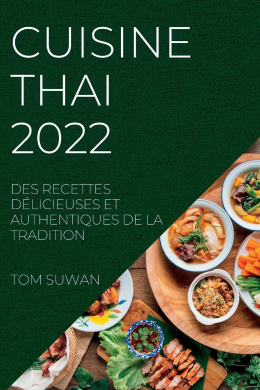 CUISINE
THAI
2022
DES RECETTES
DÉLICIEUSES ET
AUTHENTIQUES DE LA
TRADITION
TOM SUWAN